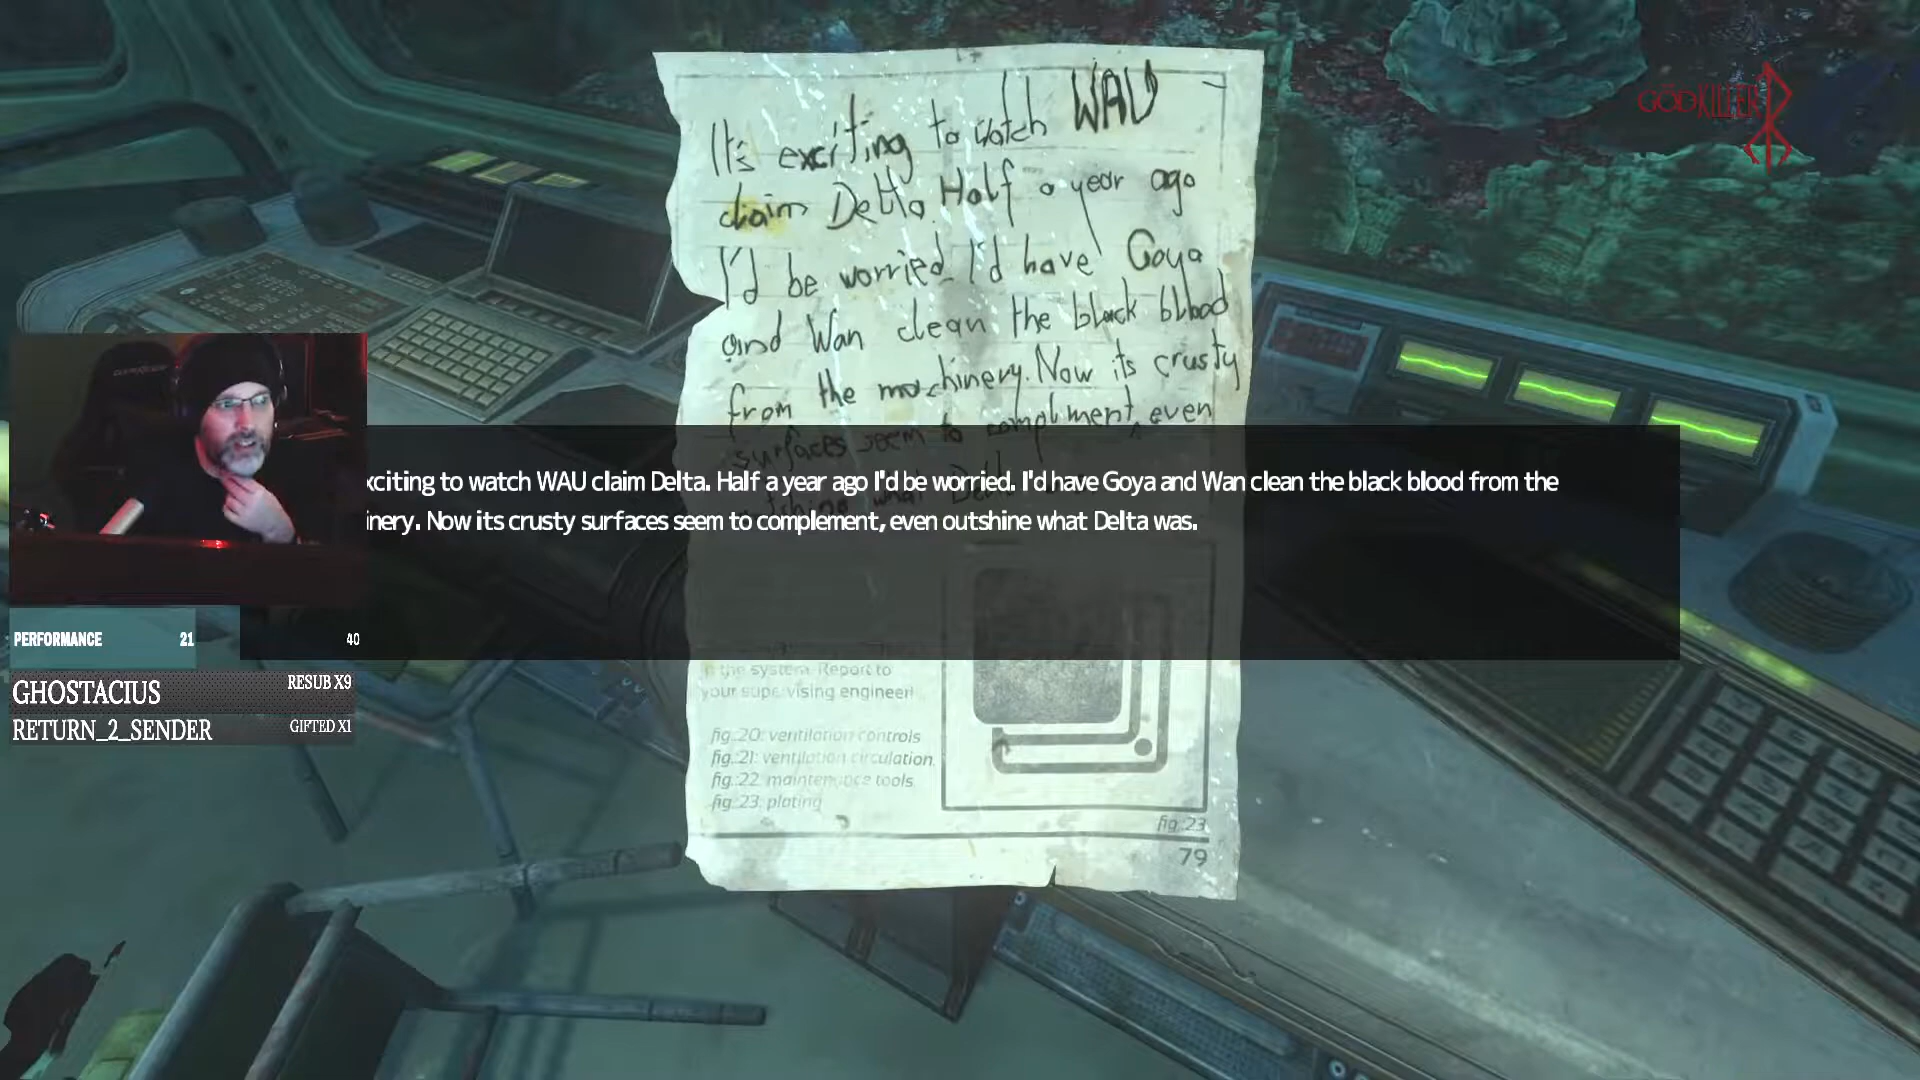 It's exciting to watch WAU
claim Delta. Half a year ago
I'd be worried. I'd have Goya
and Wan clean the black blood
from the machinery. Now its crusty
surfaces seem to compliment, even
what
GODKILLER
xciting to watch WAU claim Delta. Half a year ago I'd be worried. I'd have Goya and Wan clean the black blood from the
inery. Now its crusty surfaces seem to complement, even outshine what Delta was.
PERFORMANCE 21
40
GHOSTACIUS RESUB X9
RETURN_2_SENDER GIFTED X1
the system. Report to
your supervising engineer!
fig.20: ventilation controls
fig.21: ventilation circulation
fig.22: maintenance tools
fig.23: plating
fig.23
79